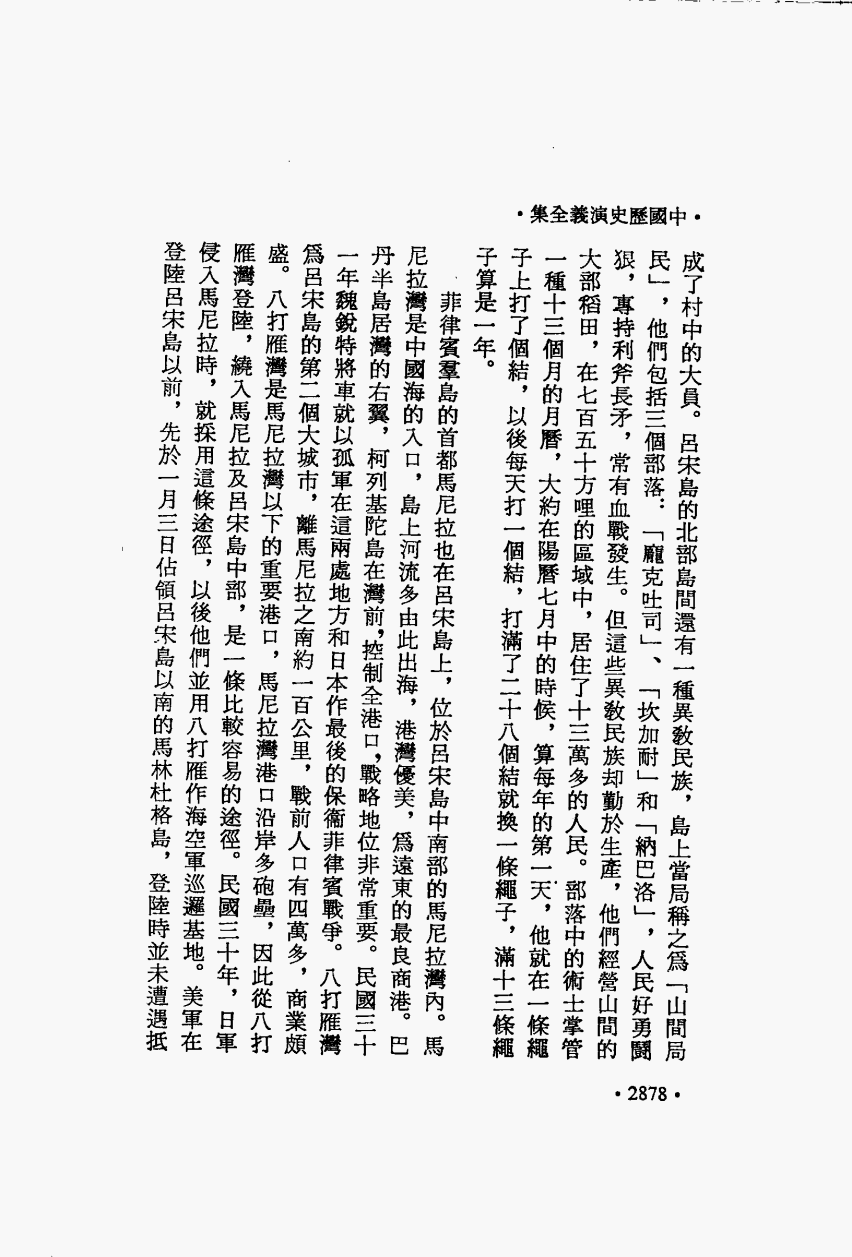 •中國歷史演義全集•
成了村中的大員。呂宋島的北部島間還有一種異教民族，島上當局稱之爲「山間局
民」，他們包括三個部落：「龐克吐司」、「坎加耐」和「納巴洛」，人民好勇鬪
狠，專持利斧長矛，常有血戰發生。但這些異教民族却勤於生產，他們經營山間的
大部稻田，在七百五十方哩的區域中，居住了十三萬多的人民。部落中的術士掌管
一種十三個月的月曆，大約在陽曆七月中的時候，算每年的第一天，他就在一條繩
子上打了個結，以後每天打一個結，打滿了二十八個結就換一條繩子，滿十三條繩
子算是一年。
菲律賓羣島的首都馬尼拉也在呂宋島上，位於呂宋島中南部的馬尼拉灣內。馬
尼拉灣是中國海的入口，島上河流多由此出海，港灣優美，爲遠東的最良商港。巴
丹半島居灣的右翼，柯列基陀島在灣前，控制全港口，戰略地位非常重要。民國三十
一年魏銳特將軍就以孤軍在這兩處地方和日本作最後的保衞菲律賓戰爭。八打雁灣
爲呂宋島的第二個大城市，離馬尼拉之南約一百公里，戰前人口有四萬多，商業頗
盛。八打雁灣是馬尼拉灣以下的重要港口，馬尼拉灣港口沿岸多砲壘，因此從八打
雁灣登陸，繞入馬尼拉及呂宋島中部，是一條比較容易的途徑。民國三十年，日軍
侵入馬尼拉時，就採用這條途徑，以後他們並用八打雁作海空軍巡邏基地。美軍在
登陸呂宋島以前，先於一月三日佔領呂宋島以南的馬林杜格島，登陸時並未遭遇抵
•2878•